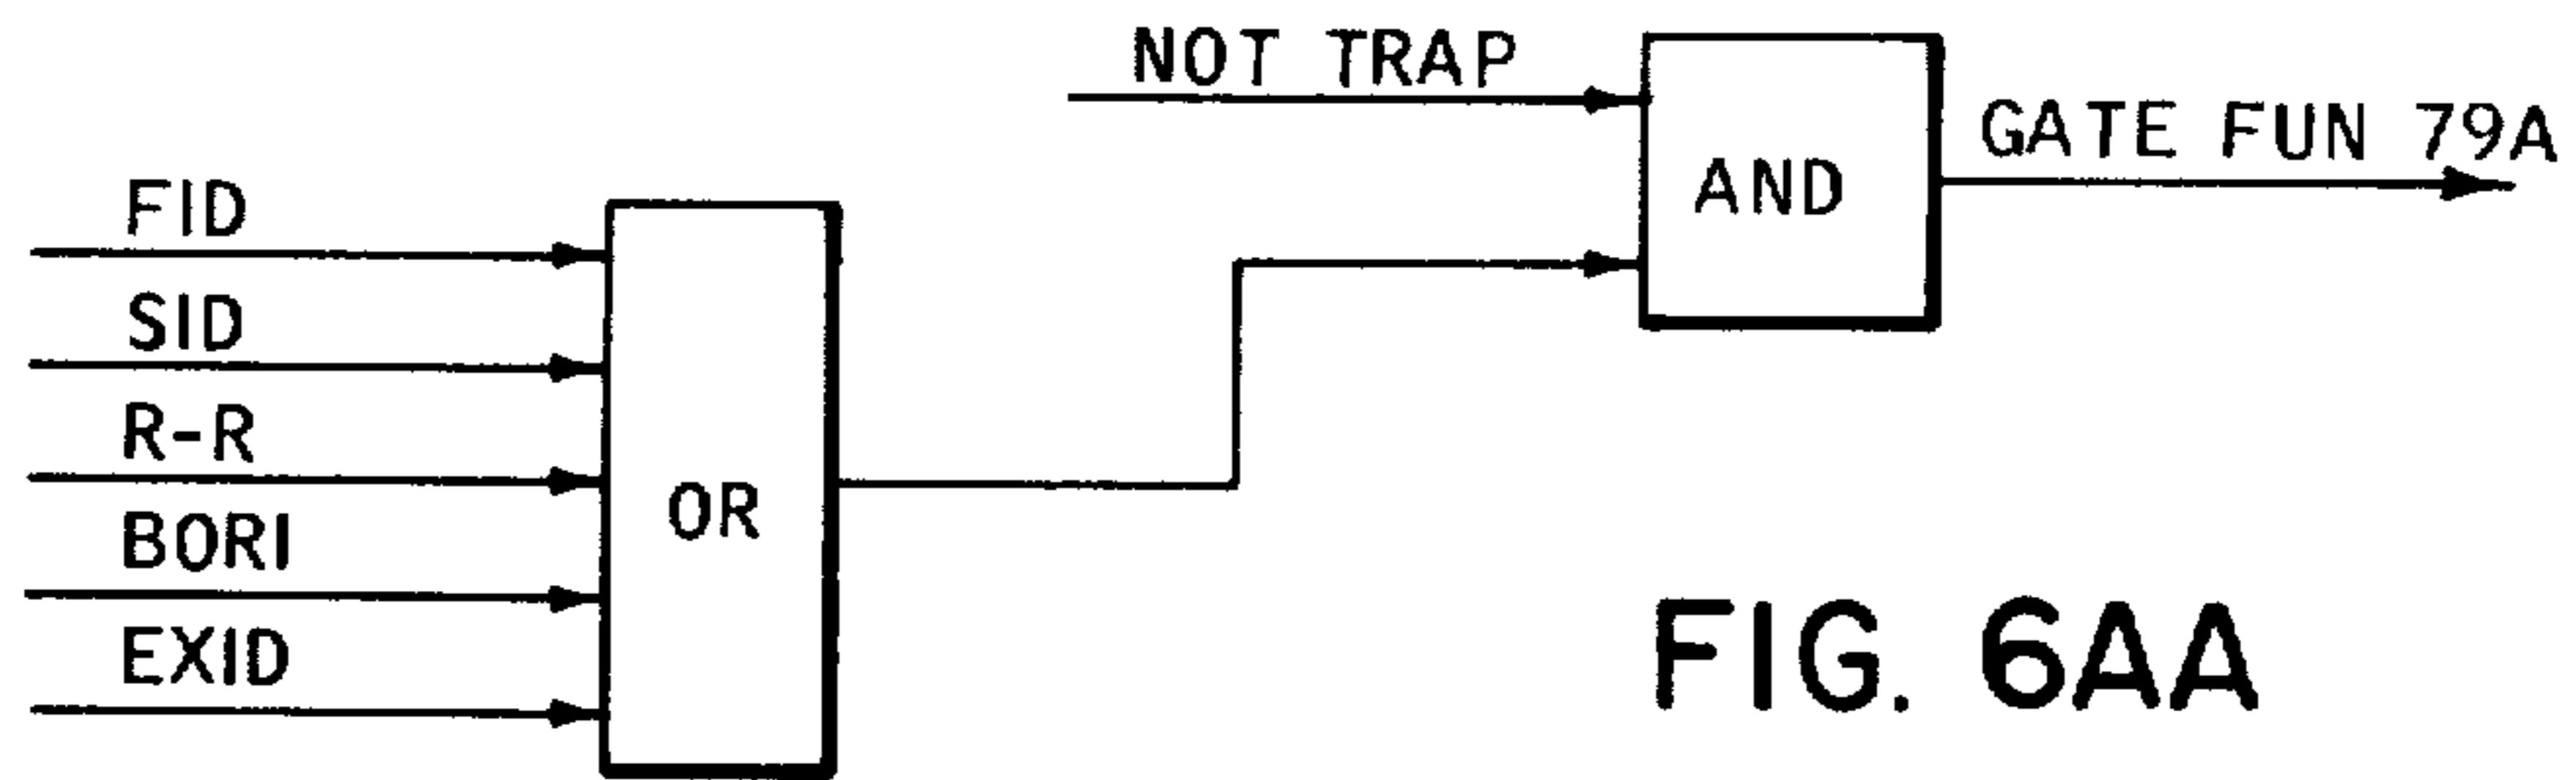 NOT TRAP
AND
GATE FUN 79A
FID
SID
R-R
BORI
EXID
OR
FIG. 6AA